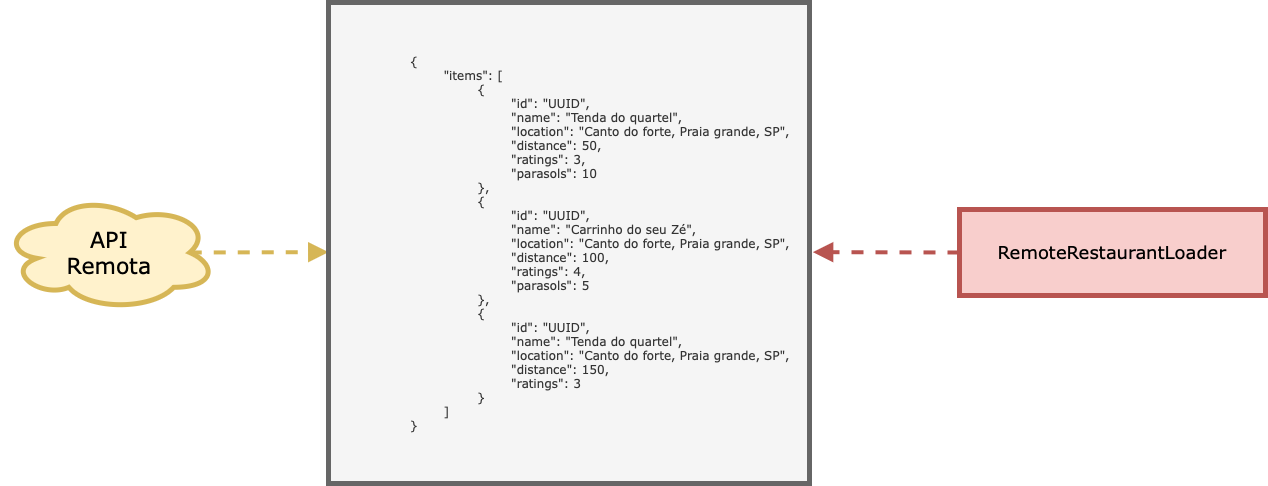 API
Remota
{
"items": [
{
"id": "UUID",
"name": "Tenda do quartel",
"location": "Canto do forte, Praia grande, SP",
"distance": 50,
"ratings": 3,
"parasols": 10
},
{
"id": "UUID",
"name": "Carrinho do seu Zé",
"location": "Canto do forte, Praia grande, SP",
"distance": 100,
"ratings": 4,
"parasols": 5
},
{
"id": "UUID",
"name": "Tenda do quartel",
"location": "Canto do forte, Praia grande, SP",
"distance": 150,
"ratings": 3
}
]
}
RemoteRestaurantLoader